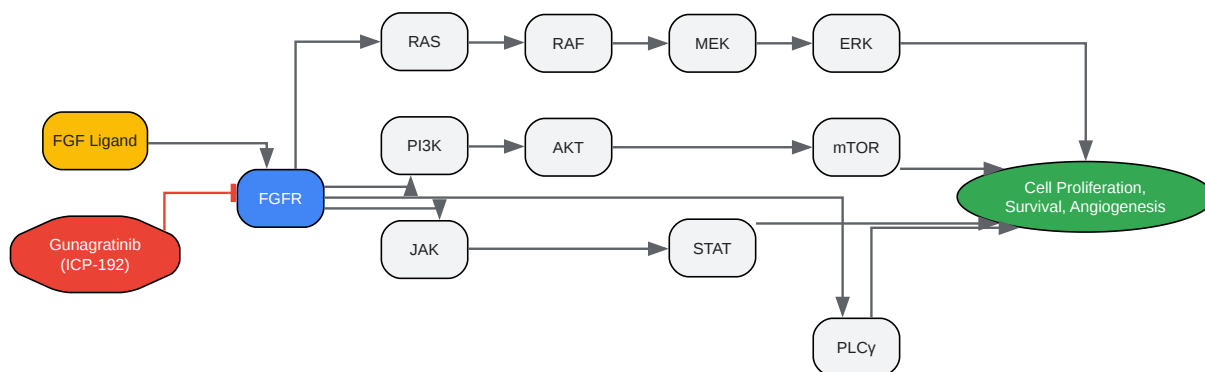 RAS
RAF
MEK
ERK
FGF Ligand
PI3K
AKT
mTOR
FGFR
Cell Proliferation,
Survival, Angiogenesis
Gunagratinib
(ICP-192)
JAK
STAT
PLCγ